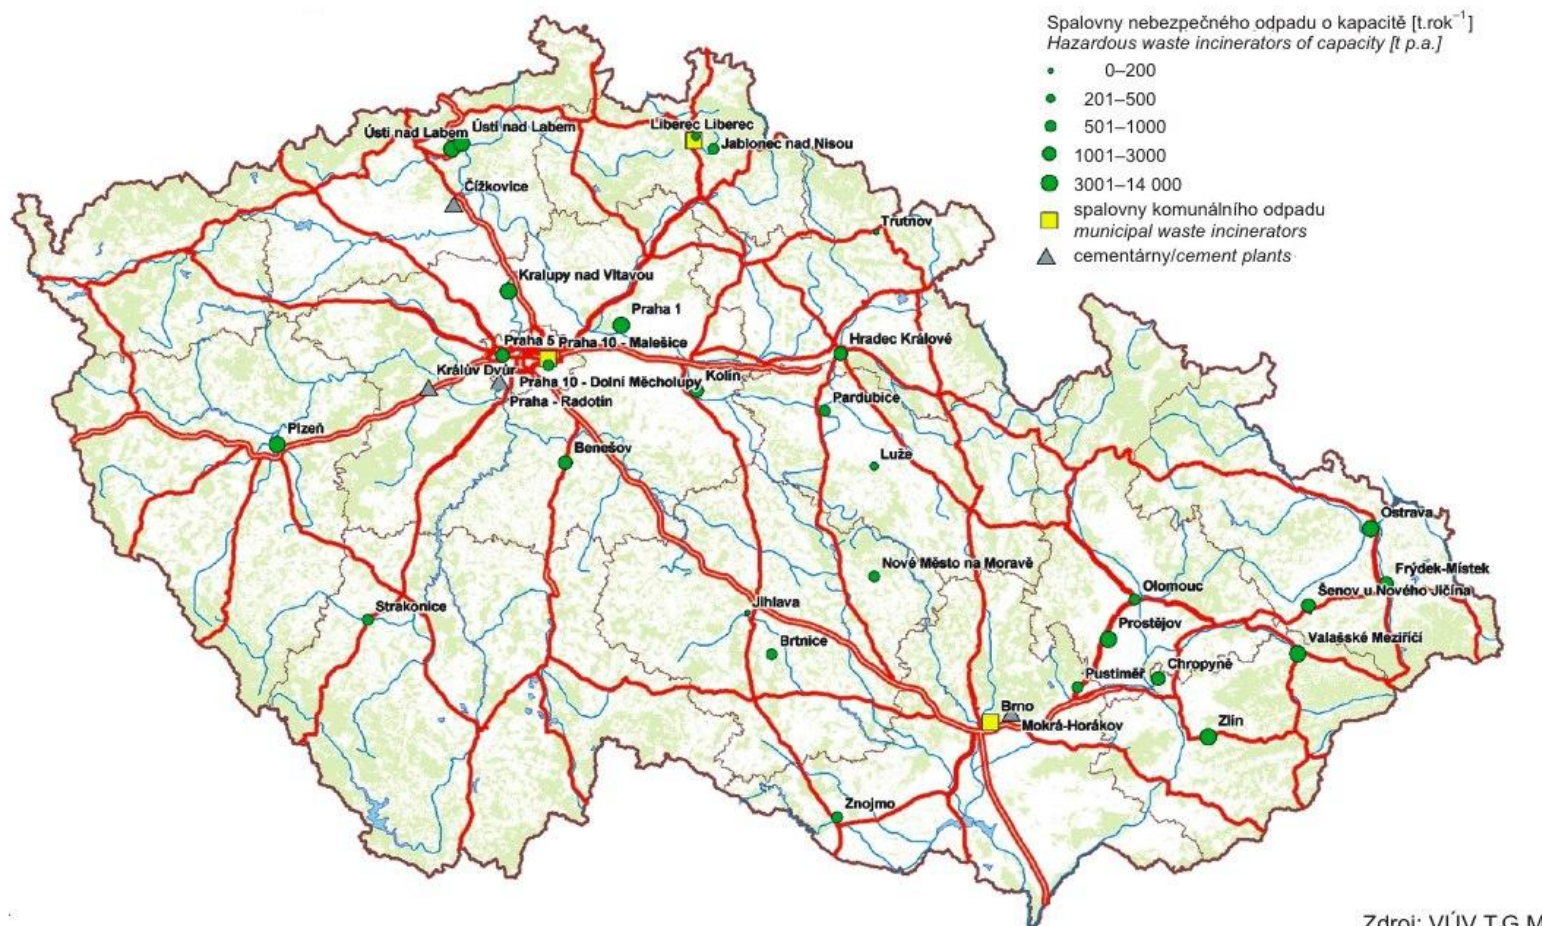 Spalovny nebezpečného odpadu o kapacitě [t.rok⁻¹]
Hazardous waste incinerators of capacity [t p.a.]
0–200
201–500
501–1000
1001–3000
3001–14 000
spalovny komunálního odpadu
municipal waste incinerators
cementárny/cement plants
Ústí nad Labem
Ústí nad Labem
Liberec Liberec
Jablonec nad Nisou
Čížkovice
Trutnov
Kralupy nad Vltavou
Praha 1
Praha 5
Praha 10 - Malešice
Hradec Králové
Králův Dvůr
Praha 10 - Dolní Měcholupy
Kolín
Praha - Radotín
Pardubice
Plzeň
Benešov
Luže
Ostrava
Nové Město na Moravě
Frýdek-Místek
Olomouc
Šenov u Nového Jičína
Strakonice
Jihlava
Prostějov
Brtnice
Valašské Meziříčí
Pustiměř
Chropyně
Brno
Mokrá-Horákov
Zlín
Znojmo
Zdroj: VÚV T.G.M